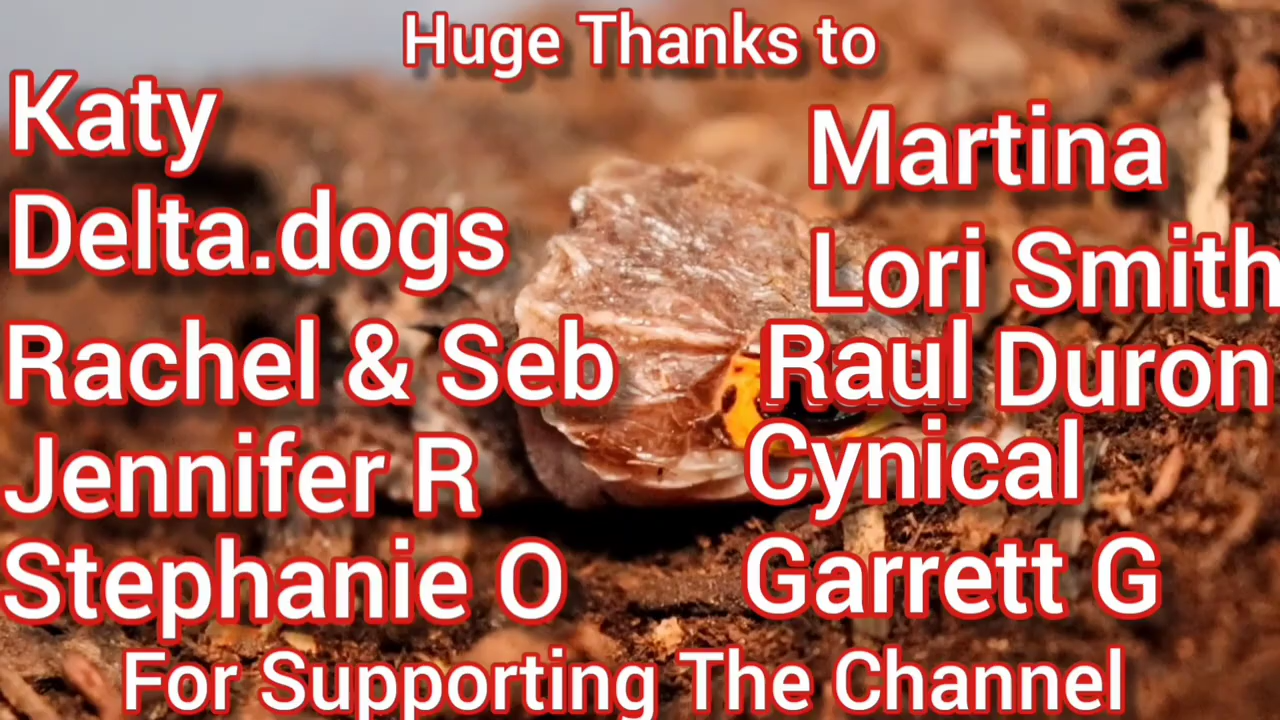 Huge Thanks to
Katy
Delta.dogs
Rachel & Seb
Jennifer R
Stephanie O
Martina
Lori Smith
Raul Duron
Cynical
Garrett G
For Supporting The Channel